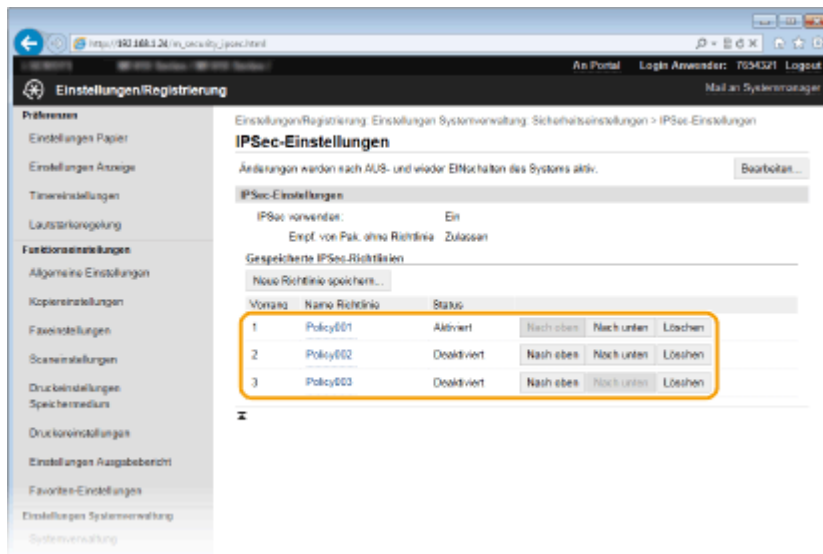 http://192.168.1.24/m_security_ipsec.html
An Portal Login Anwender: 7654321 Logout
Einstellungen/Registrierung
Mail an Systemmanager
Präferenzen
Einstellungen Papier
Einstellungen Anzeige
Timereinstellungen
Lautstärkeregelung
Funktionseinstellungen
Allgemeine Einstellungen
Kopiereinstellungen
Faxeinstellungen
Scaneinstellungen
Druckeinstellungen
Speichermedium
Druckereinstellungen
Einstellungen Ausgabebericht
Favoriten-Einstellungen
Einstellungen Systemverwaltung
Systemverwaltung
Einstellungen/Registrierung: Einstellungen Systemverwaltung: Sicherheitseinstellungen > IPSec-Einstellungen
IPSec-Einstellungen
Änderungen werden nach AUS- und wieder EINschalten des Systems aktiv.
Bearbeiten...
IPSec-Einstellungen
IPSec verwenden: Ein
Empf. von Pak. ohne Richtlinie Zulassen
Gespeicherte IPSec-Richtlinien
Neue Richtlinie speichern...
Vorrang Name Richtlinie Status
1 Policy001 Aktiviert Nach oben Nach unten Löschen
2 Policy002 Deaktiviert Nach oben Nach unten Löschen
3 Policy003 Deaktiviert Nach oben Nach unten Löschen